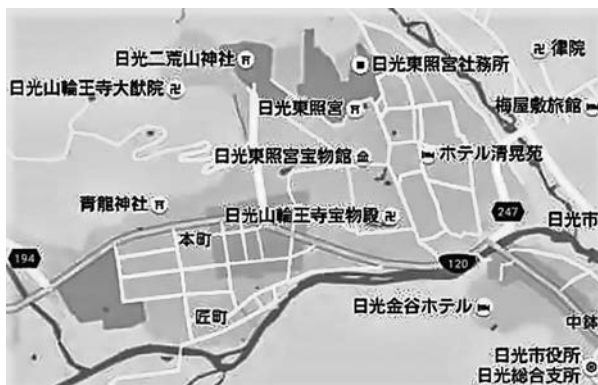 日光二荒山神社
日光東照宮社務所
律院
日光山輪王寺大猷院
日光東照宮
梅屋敷旅館
日光東照宮宝物館
ホテル清晃苑
青龍神社
日光山輪王寺宝物殿
247
日光市
本町
194
120
匠町
日光金谷ホテル
中鉢
日光市役所
日光総合支所